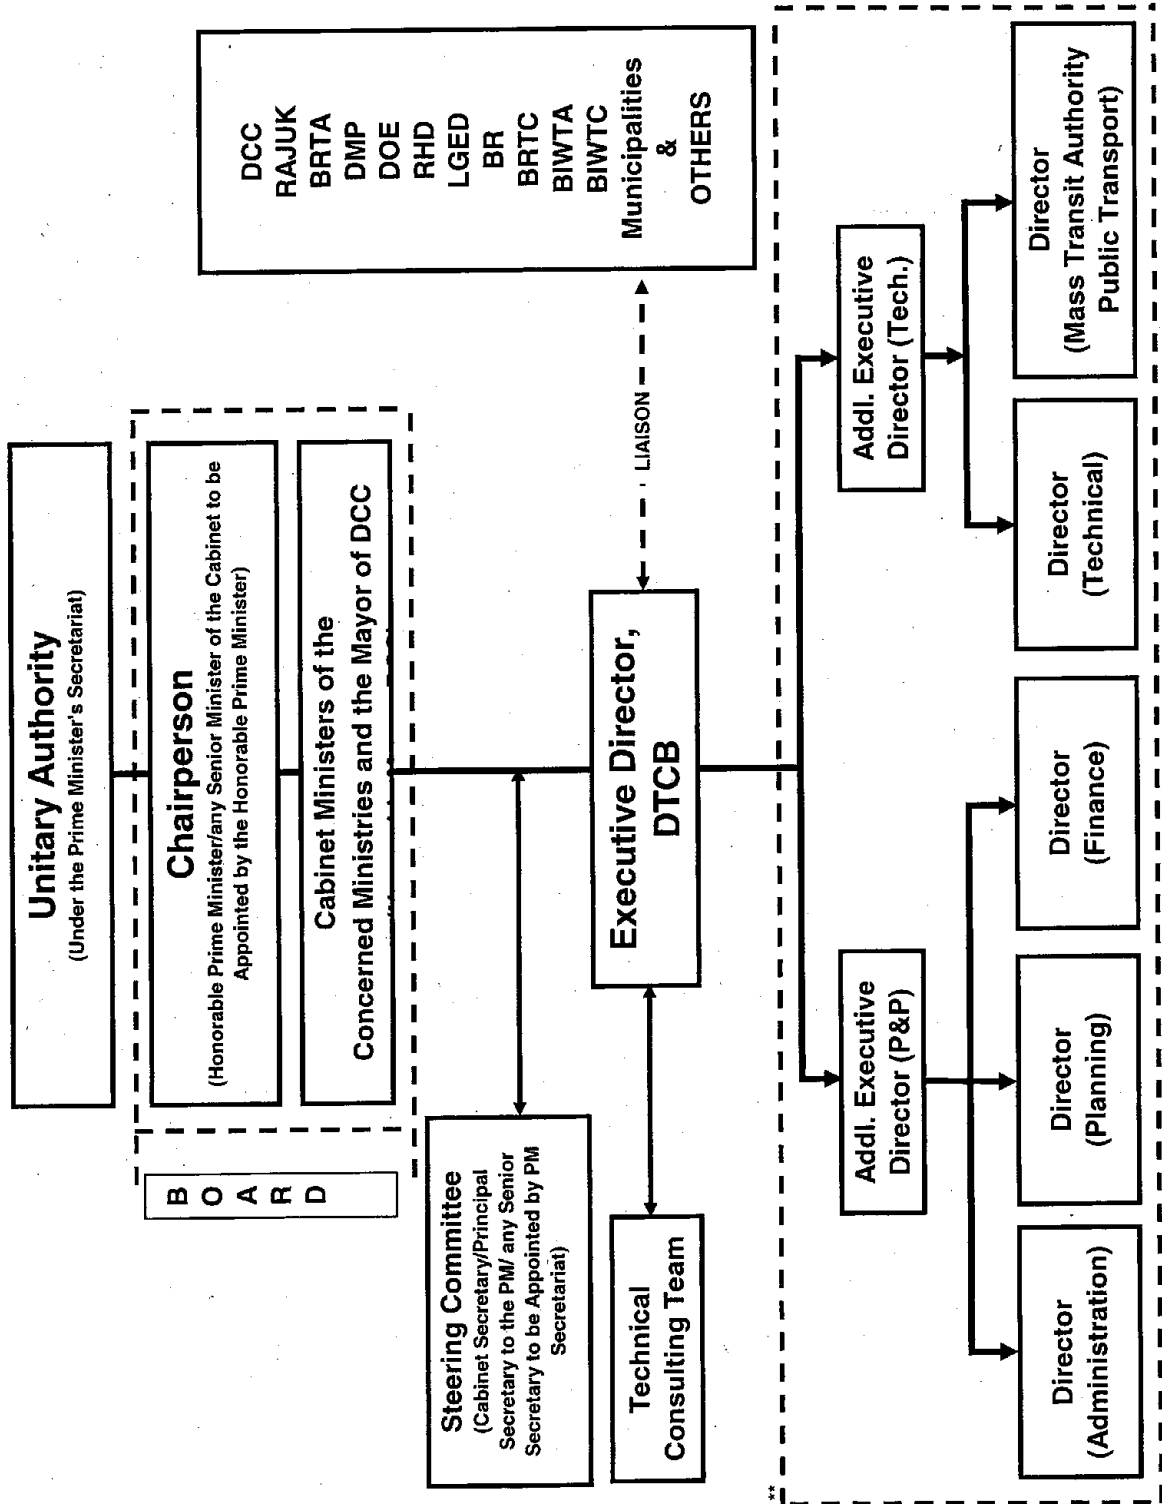 Unitary Authority
(Under the Prime Minister's Secretariat)
B
O
A
R
D
Chairperson
(Honorable Prime Minister/any Senior Minister of the Cabinet to be
Appointed by the Honorable Prime Minister)
Cabinet Ministers of the
Concerned Ministries and the Mayor of DCC
Steering Committee
(Cabinet Secretary/Principal
Secretary to the PM/ any Senior
Secretary to be Appointed by PM
Secretariat)
Technical
Consulting Team
Executive Director,
DTCB
LIAISON
DCC
RAJUK
BRTA
DMP
DOE
RHD
LGED
BR
BRTC
BIWTA
BIWTC
Municipalities
&
OTHERS
**
Addl. Executive
Director (P&P)
Addl. Executive
Director (Tech.)
Director
(Administration)
Director
(Planning)
Director
(Finance)
Director
(Technical)
Director
(Mass Transit Authority
Public Transport)